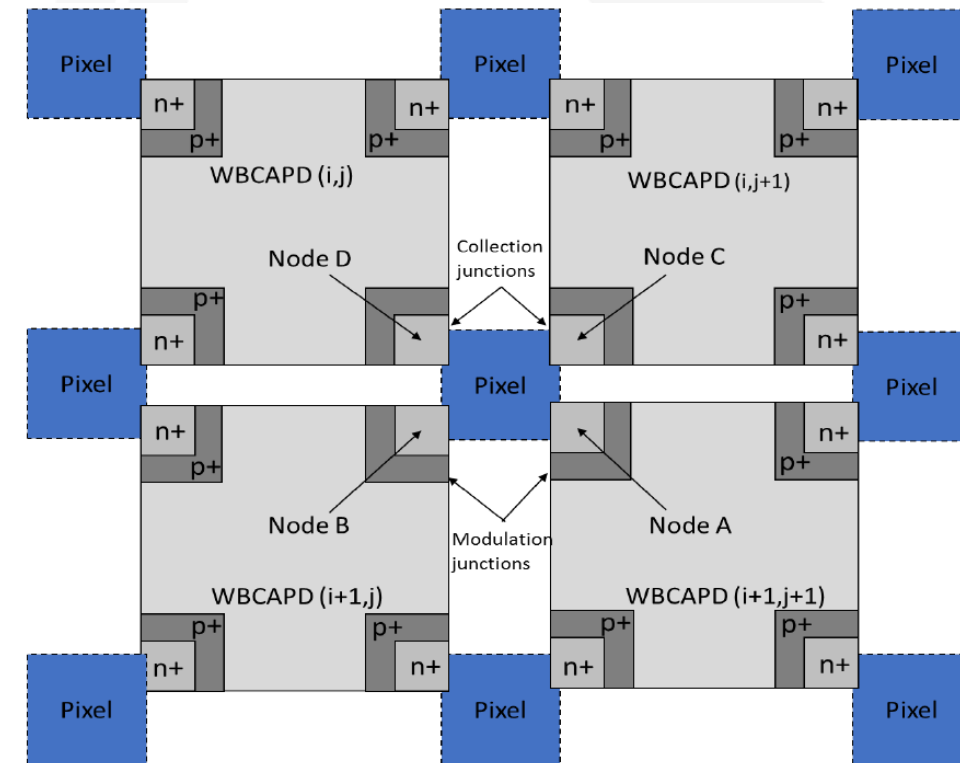 Pixel
Pixel
Pixel
n+
n+
n+
n+
p+
p+
p+
p+
WBCAPD (i,j)
WBCAPD (i,j+1)
Collection
junctions
Node D
Node C
p+
p+
n+
n+
Pixel
Pixel
Pixel
n+
n+
p+
p+
Node B
Node A
Modulation
junctions
WBCAPD (i+1,j)
WBCAPD (i+1,j+1)
p+
p+
p+
p+
n+
n+
n+
n+
Pixel
Pixel
Pixel